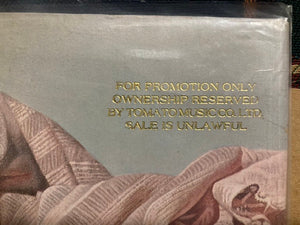 FOR PROMOTION ONLY
OWNERSHIP RESERVED
BY TOMATO MUSIC CO. LTD.
SALE IS UNLAWFUL